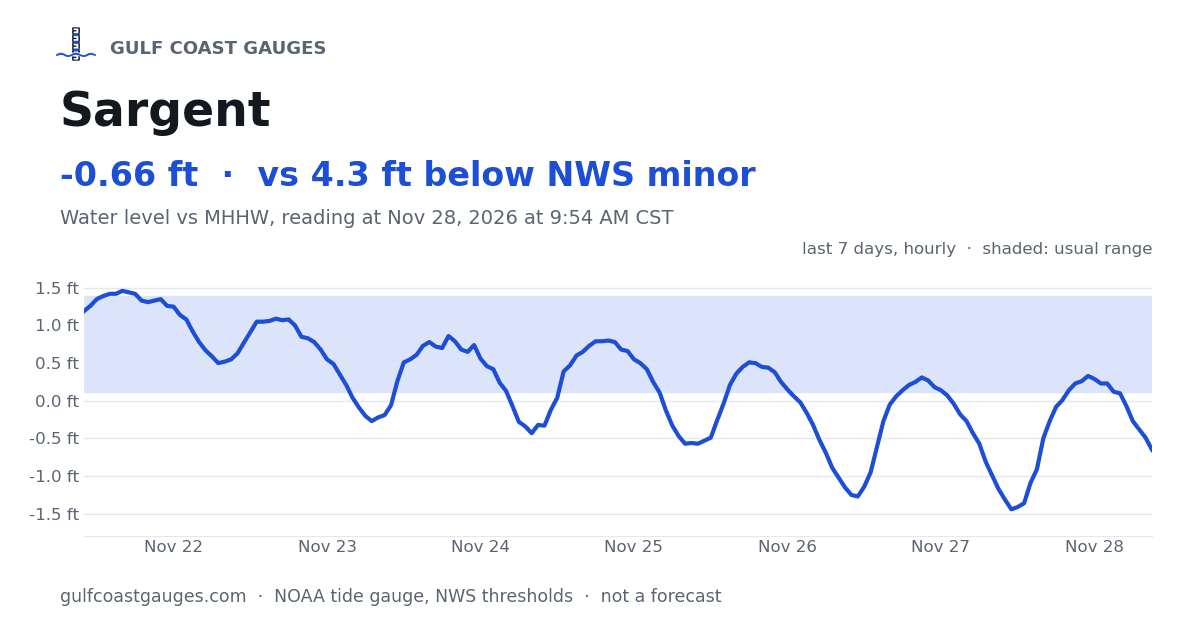 GULF COAST GAUGES
Sargent
-0.66 ft · vs 4.3 ft below NWS minor
Water level vs MHHW, reading at Nov 28, 2026 at 9:54 AM CST
last 7 days, hourly · shaded: usual range
1.5 ft
1.0 ft
0.5 ft
0.0 ft
-0.5 ft
-1.0 ft
-1.5 ft
Nov 22 Nov 23 Nov 24 Nov 25 Nov 26 Nov 27 Nov 28
gulfcoastgauges.com · NOAA tide gauge, NWS thresholds · not a forecast